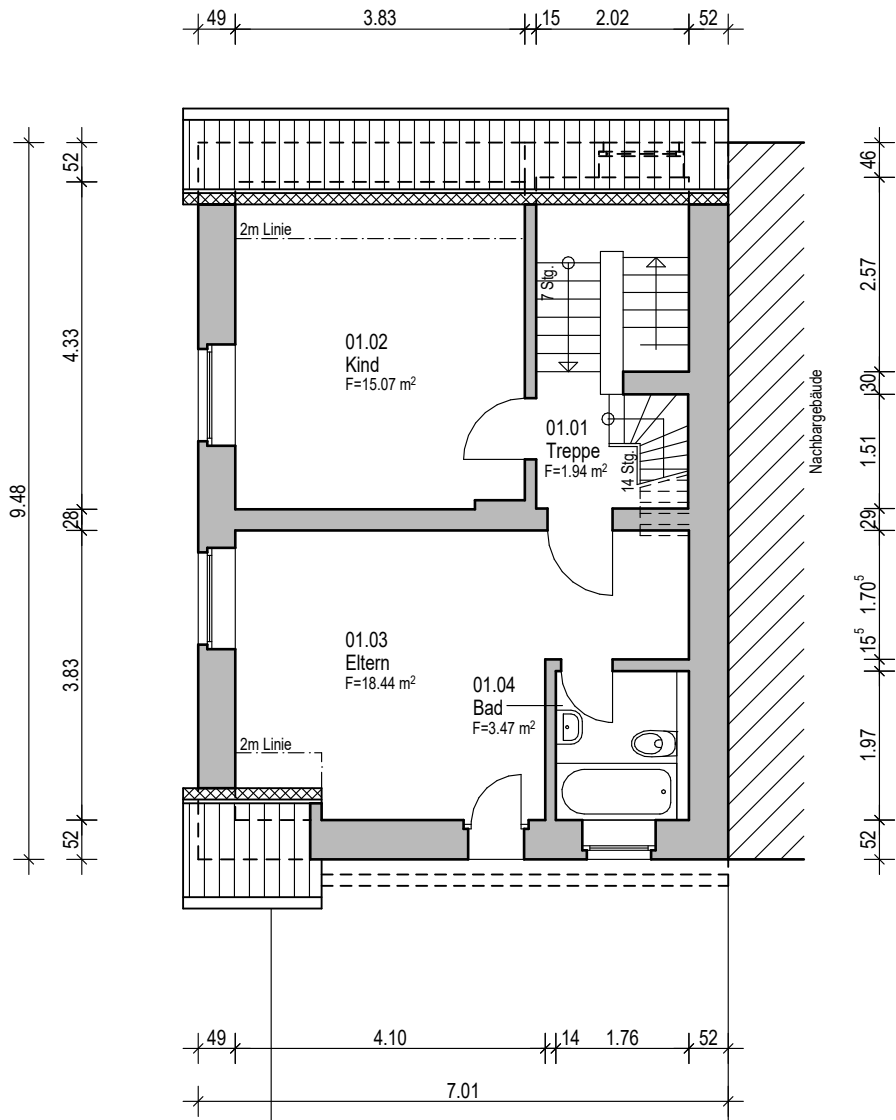 49
3.83
15
2.02
52
9.48
52
4.33
28
3.83
52
46
2.57
30
1.51
29
1.70⁵
15⁵
1.97
52
2m Linie
7 Stg.
01.02
Kind
F=15.07 m²
01.01
Treppe
F=1.94 m²
14 Stg.
Nachbargebäude
01.03
Eltern
F=18.44 m²
01.04
Bad
F=3.47 m²
2m Linie
49
4.10
14
1.76
52
7.01